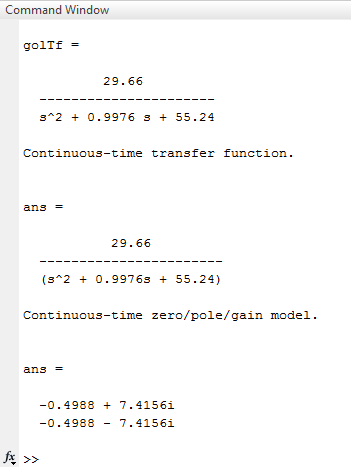 Command Window
golTf =
29.66
----------------------
s^2 + 0.9976 s + 55.24
Continuous-time transfer function.
ans =
29.66
-----------------------
(s^2 + 0.9976s + 55.24)
Continuous-time zero/pole/gain model.
ans =
-0.4988 + 7.4156i
-0.4988 - 7.4156i
fx >>